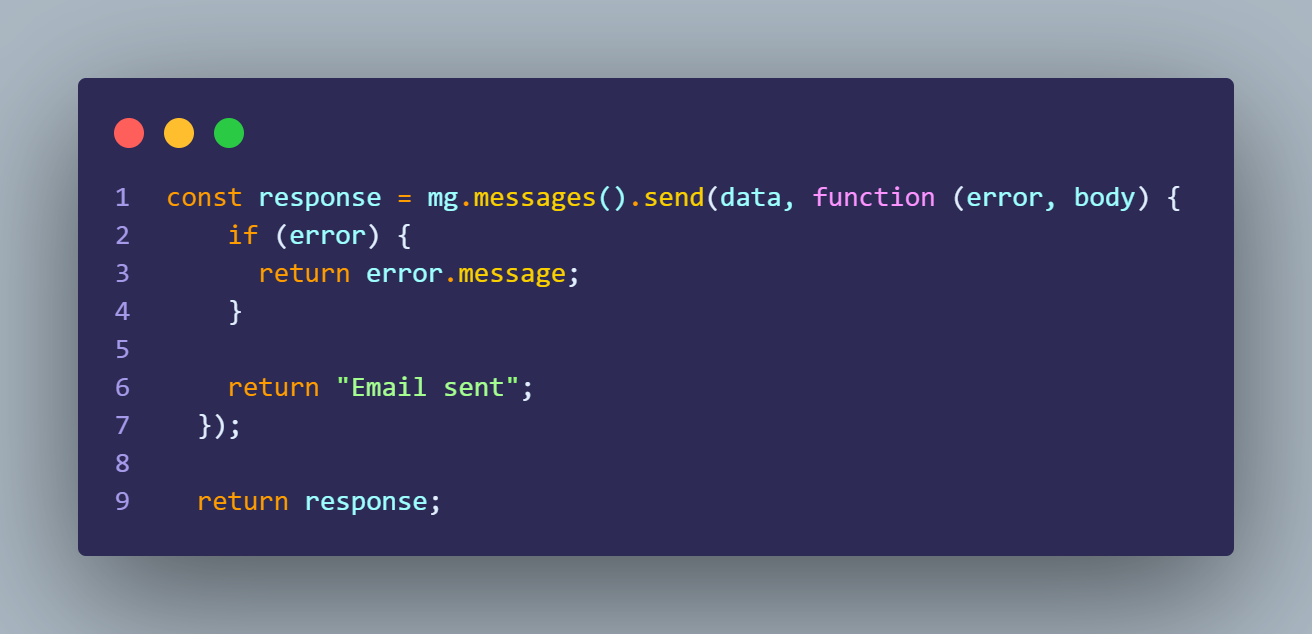 1 const response = mg.messages().send(data, function (error, body) {
2     if (error) {
3       return error.message;
4     }
5
6     return "Email sent";
7   });
8
9   return response;